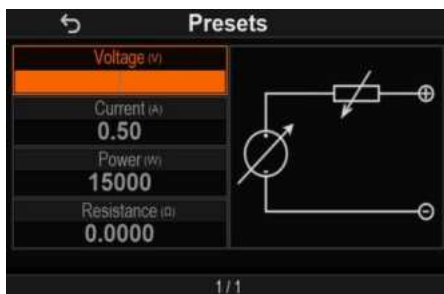 Presets
Voltage (V)
Current (A)
0.50
Power (W)
15000
Resistance (Ω)
0.0000
1/1